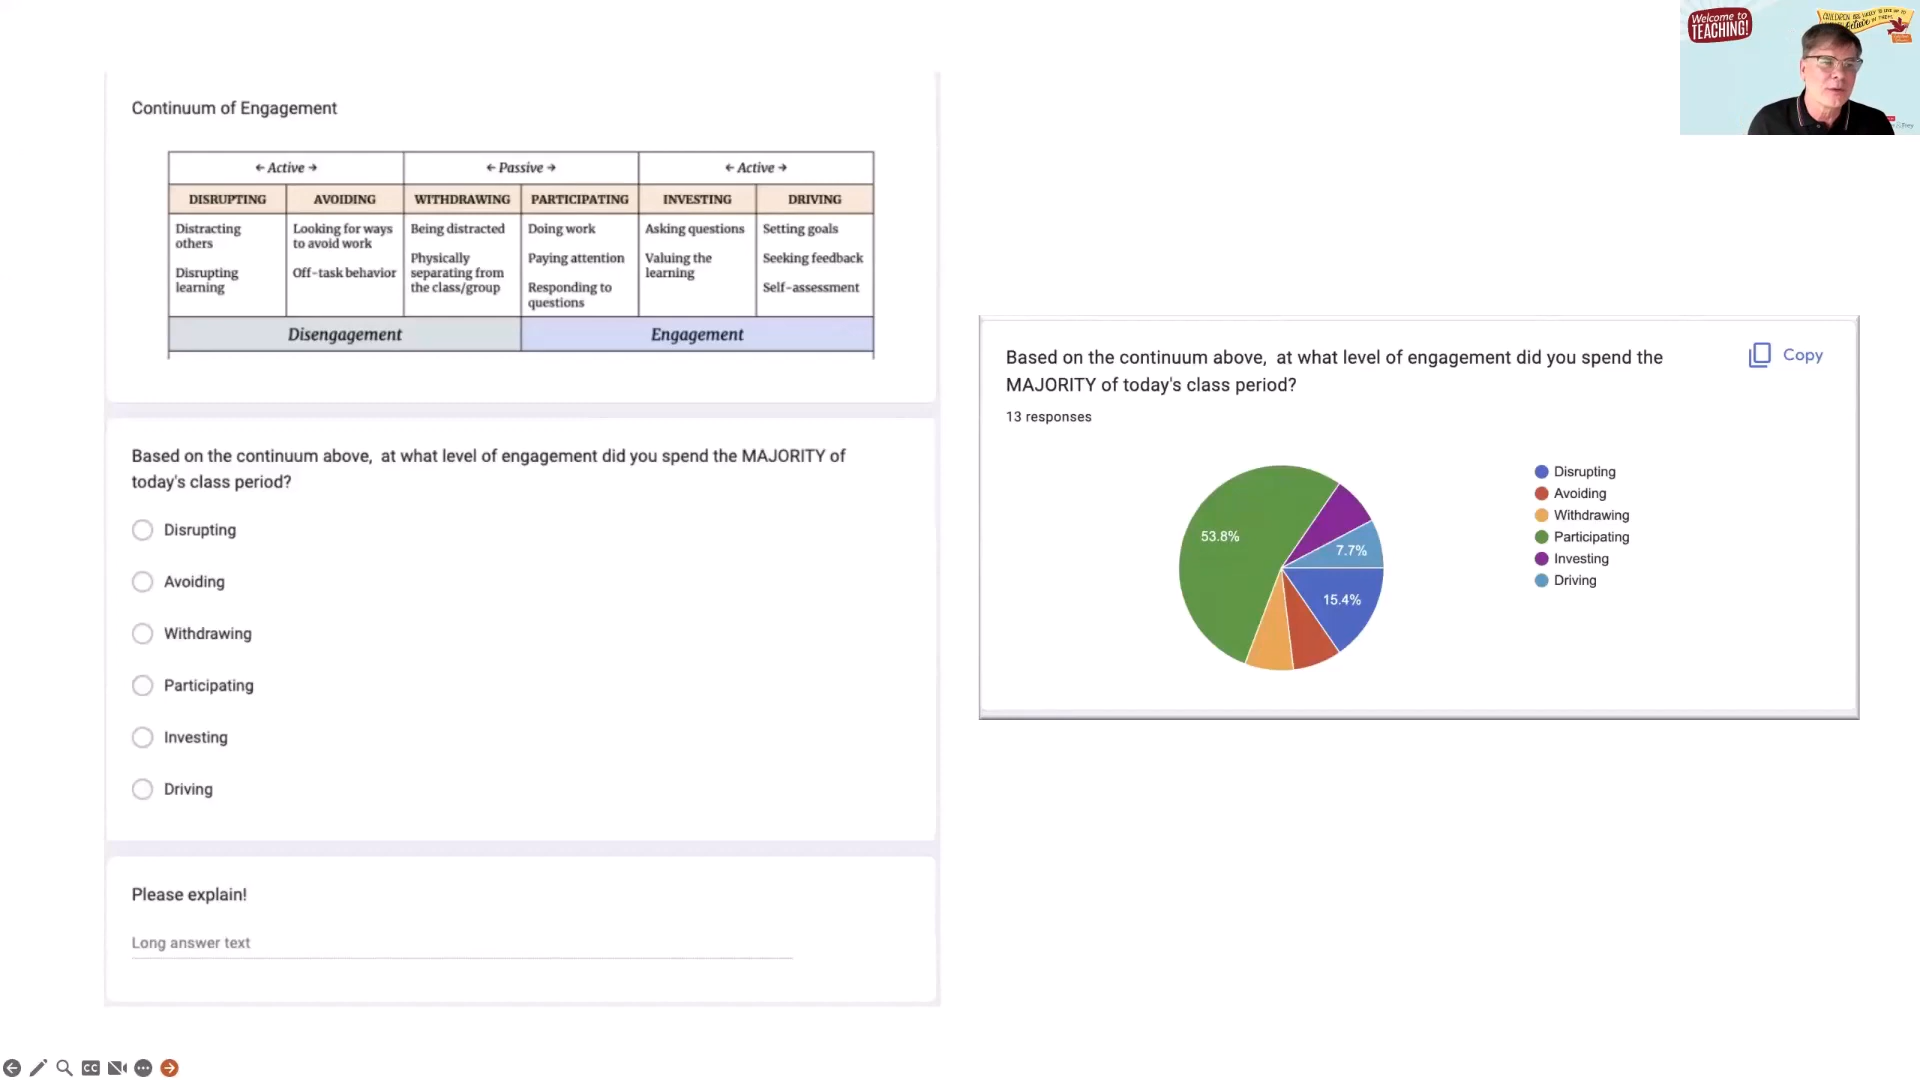 Welcome to
TEACHING!
Continuum of Engagement
← Active →
← Passive →
← Active →
DISRUPTING
AVOIDING
WITHDRAWING
PARTICIPATING
INVESTING
DRIVING
Distracting
others
Disrupting
learning
Looking for ways
to avoid work
Off-task behavior
Being distracted
Physically
separating from
the class/group
Doing work
Paying attention
Responding to
questions
Asking questions
Valuing the
learning
Setting goals
Seeking feedback
Self-assessment
Disengagement
Engagement
Based on the continuum above, at what level of engagement did you spend the MAJORITY of
today's class period?
Disrupting
Avoiding
Withdrawing
Participating
Investing
Driving
Please explain!
Long answer text
Based on the continuum above, at what level of engagement did you spend the
MAJORITY of today's class period?
Copy
13 responses
53.8%
7.7%
15.4%
Disrupting
Avoiding
Withdrawing
Participating
Investing
Driving
CC